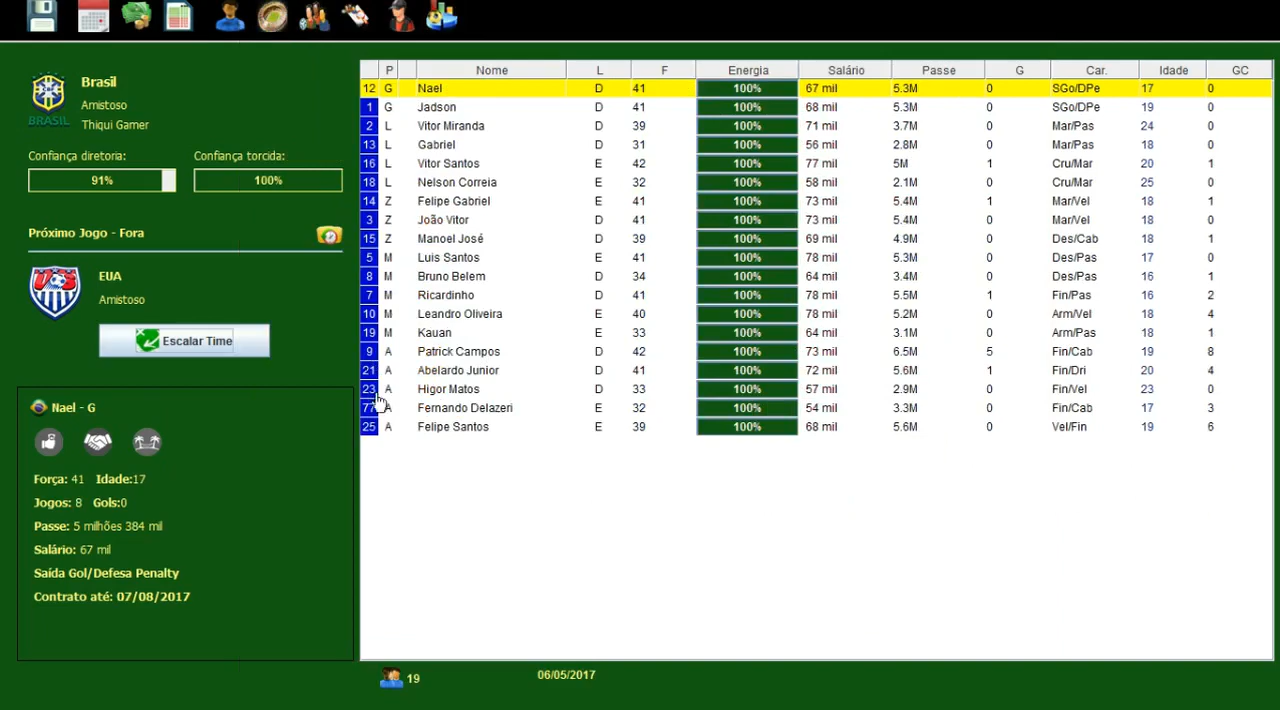 Brasil
Amistoso
Thiqui Gamer
BRASIL
Confiança diretoria: Confiança torcida:
91% 100%
Próximo Jogo - Fora
EUA
Amistoso
US
Escalar Time
Nael - G
Força: 41 Idade:17
Jogos: 8 Gols:0
Passe: 5 milhões 384 mil
Salário: 67 mil
Saída Gol/Defesa Penalty
Contrato até: 07/08/2017
P Nome L F Energia Salário Passe G Car. Idade GC
12 G Nael D 41 100% 67 mil 5.3M 0 SGo/DPe 17 0
1 G Jadson D 41 100% 68 mil 5.3M 0 SGo/DPe 19 0
2 L Vitor Miranda D 39 100% 71 mil 3.7M 0 Mar/Pas 24 0
13 L Gabriel D 31 100% 56 mil 2.8M 0 Mar/Pas 18 0
16 L Vitor Santos E 42 100% 77 mil 5M 1 Cru/Mar 20 1
18 L Nelson Correia E 32 100% 58 mil 2.1M 0 Cru/Mar 25 0
14 Z Felipe Gabriel E 41 100% 73 mil 5.4M 1 Mar/Vel 18 1
3 Z João Vitor D 41 100% 73 mil 5.4M 0 Mar/Vel 18 0
15 Z Manoel José D 39 100% 69 mil 4.9M 0 Des/Cab 18 1
5 M Luis Santos E 41 100% 78 mil 5.3M 0 Des/Pas 17 0
8 M Bruno Belem D 34 100% 64 mil 3.4M 0 Des/Pas 16 1
7 M Ricardinho D 41 100% 78 mil 5.5M 1 Fin/Pas 16 2
10 M Leandro Oliveira E 40 100% 78 mil 5.2M 0 Arm/Vel 18 4
19 M Kauan E 33 100% 64 mil 3.1M 0 Arm/Pas 18 1
9 A Patrick Campos D 42 100% 73 mil 6.5M 5 Fin/Cab 19 8
21 A Abelardo Junior D 41 100% 72 mil 5.6M 1 Fin/Dri 20 4
23 A Higor Matos D 33 100% 57 mil 2.9M 0 Fin/Vel 23 0
77 A Fernando Delazeri E 32 100% 54 mil 3.3M 0 Fin/Cab 17 3
25 A Felipe Santos E 39 100% 68 mil 5.6M 0 Vel/Fin 19 6
19 06/05/2017